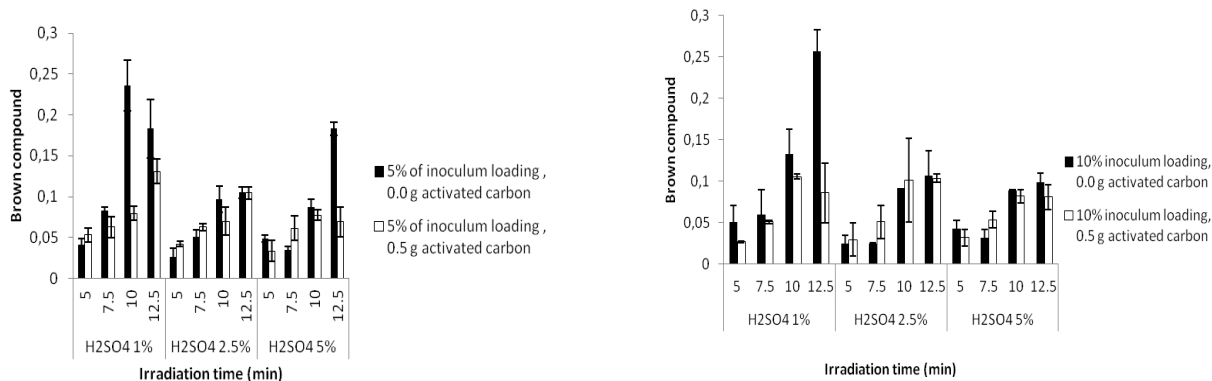 0,3
0,25
0,2
0,15
0,1
0,05
0
Brown compound
5 7.5 10 12.5 5 7.5 10 12.5 5 7.5 10 12.5
H2SO4 1% H2SO4 2.5% H2SO4 5%
Irradiation time (min)
5% of inoculum loading ,
0.0 g activated carbon
5% of inoculum loading ,
0.5 g activated carbon
0,3
0,25
0,2
0,15
0,1
0,05
0
Brown compound
5 7.5 10 12.5 5 7.5 10 12.5 5 7.5 10 12.5
H2SO4 1% H2SO4 2.5% H2SO4 5%
Irradiation time (min)
10% inoculum loading,
0.0 g activated carbon
10% inoculum loading,
0.5 g activated carbon